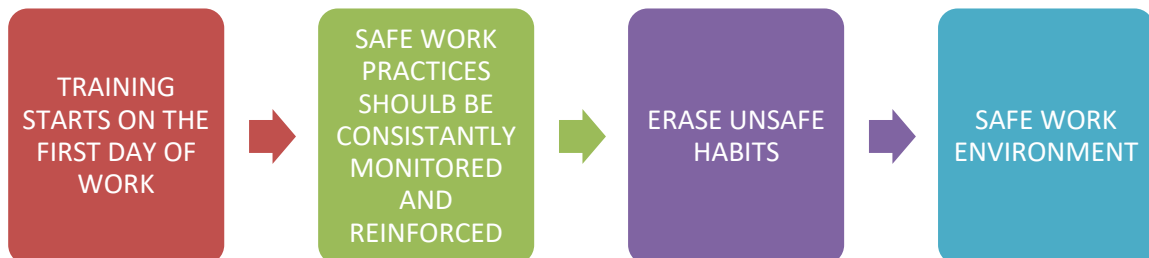 TRAINING
STARTS ON THE
FIRST DAY OF
WORK
SAFE WORK
PRACTICES
SHOULD BE
CONSISTANTLY
MONITORED
AND
REINFORCED
ERASE UNSAFE
HABITS
SAFE WORK
ENVIRONMENT